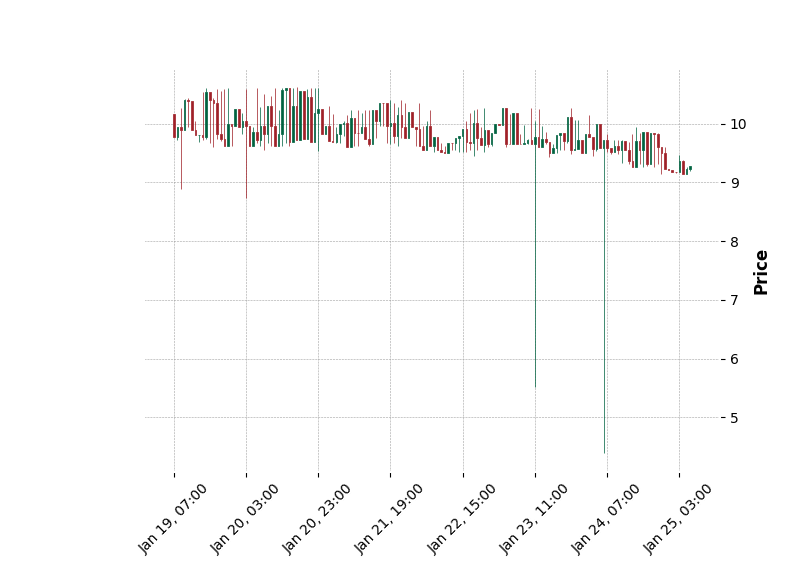 10
9
8
7
6
5
Price
Jan 19, 07:00
Jan 20, 03:00
Jan 20, 23:00
Jan 21, 19:00
Jan 22, 15:00
Jan 23, 11:00
Jan 24, 07:00
Jan 25, 03:00